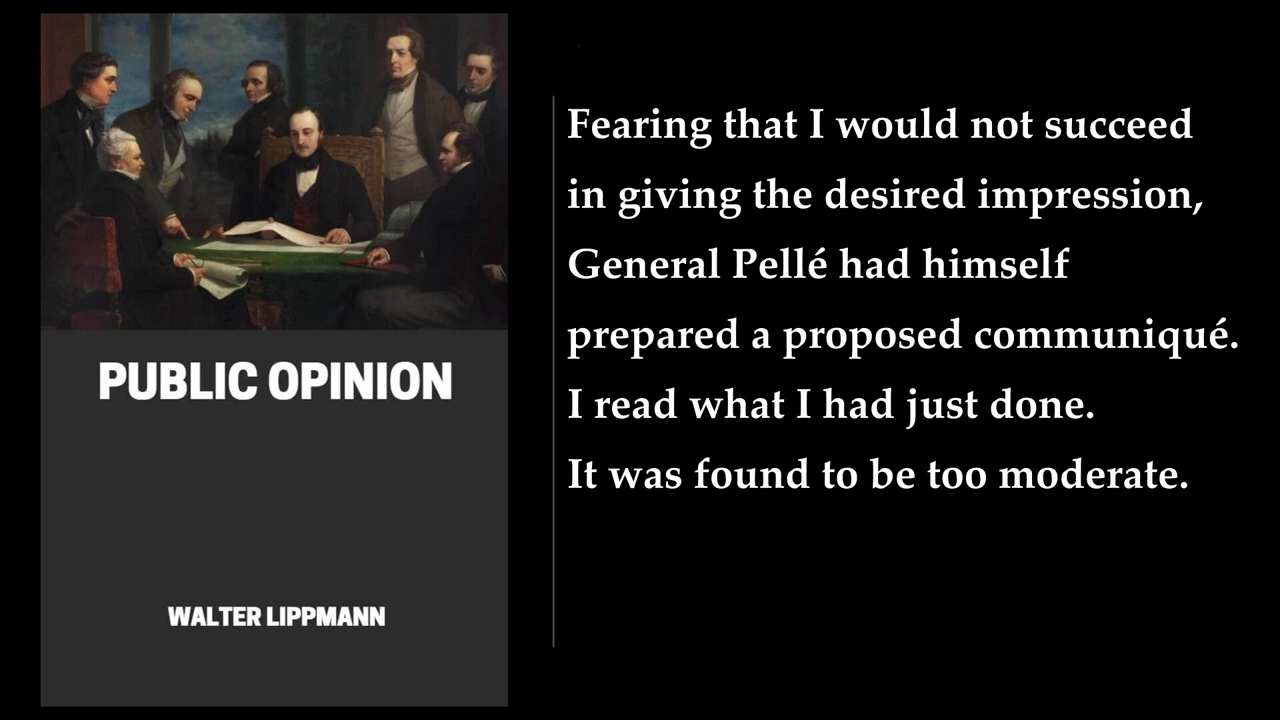 PUBLIC OPINION
WALTER LIPPMANN
Fearing that I would not succeed
in giving the desired impression,
General Pellé had himself
prepared a proposed communiqué.
I read what I had just done.
It was found to be too moderate.